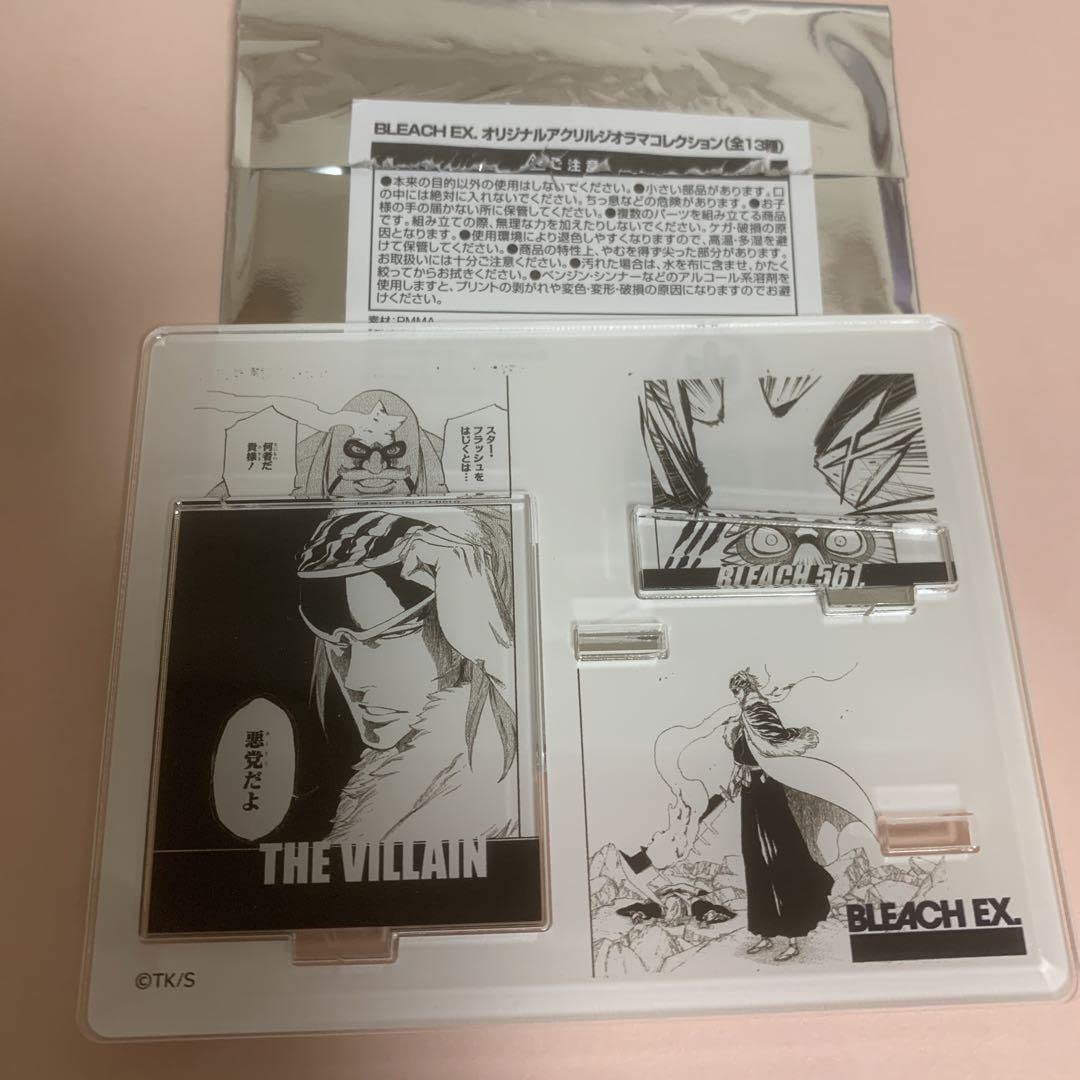 BLEACH EX. オリジナルアクリルジオラマコレクション(全13種)
ご注意
●本来の目的以外の使用はしないでください。●小さい部品があります。口
の中には絶対に入れないでください。ちっ息などの危険があります。●お子
様の手の届かない所に保管してください。●複数のパーツを組み立てる商品
です。組み立ての際、無理な力を加えたりしないでください。ケガ・破損の原
因となります。●使用環境により退色しやすくなりますので、高温・多湿を避
けて保管してください。●商品の特性上、やむを得ず尖った部分があります。
お取扱いには十分ご注意ください。●汚れた場合は、水を布に含ませ、かたく
絞ってからお拭きください。●ベンジン・シンナーなどのアルコール系溶剤を
使用しますと、プリントの剥がれや変色・変形・破損の原因になりますのでお避
けください。
素材:PMMA
スター・
フラッシュを
はじくとは…
何者だ
貴様!
BLEACH 561.
悪党だよ
THE VILLAIN
BLEACH EX.
©TK/S